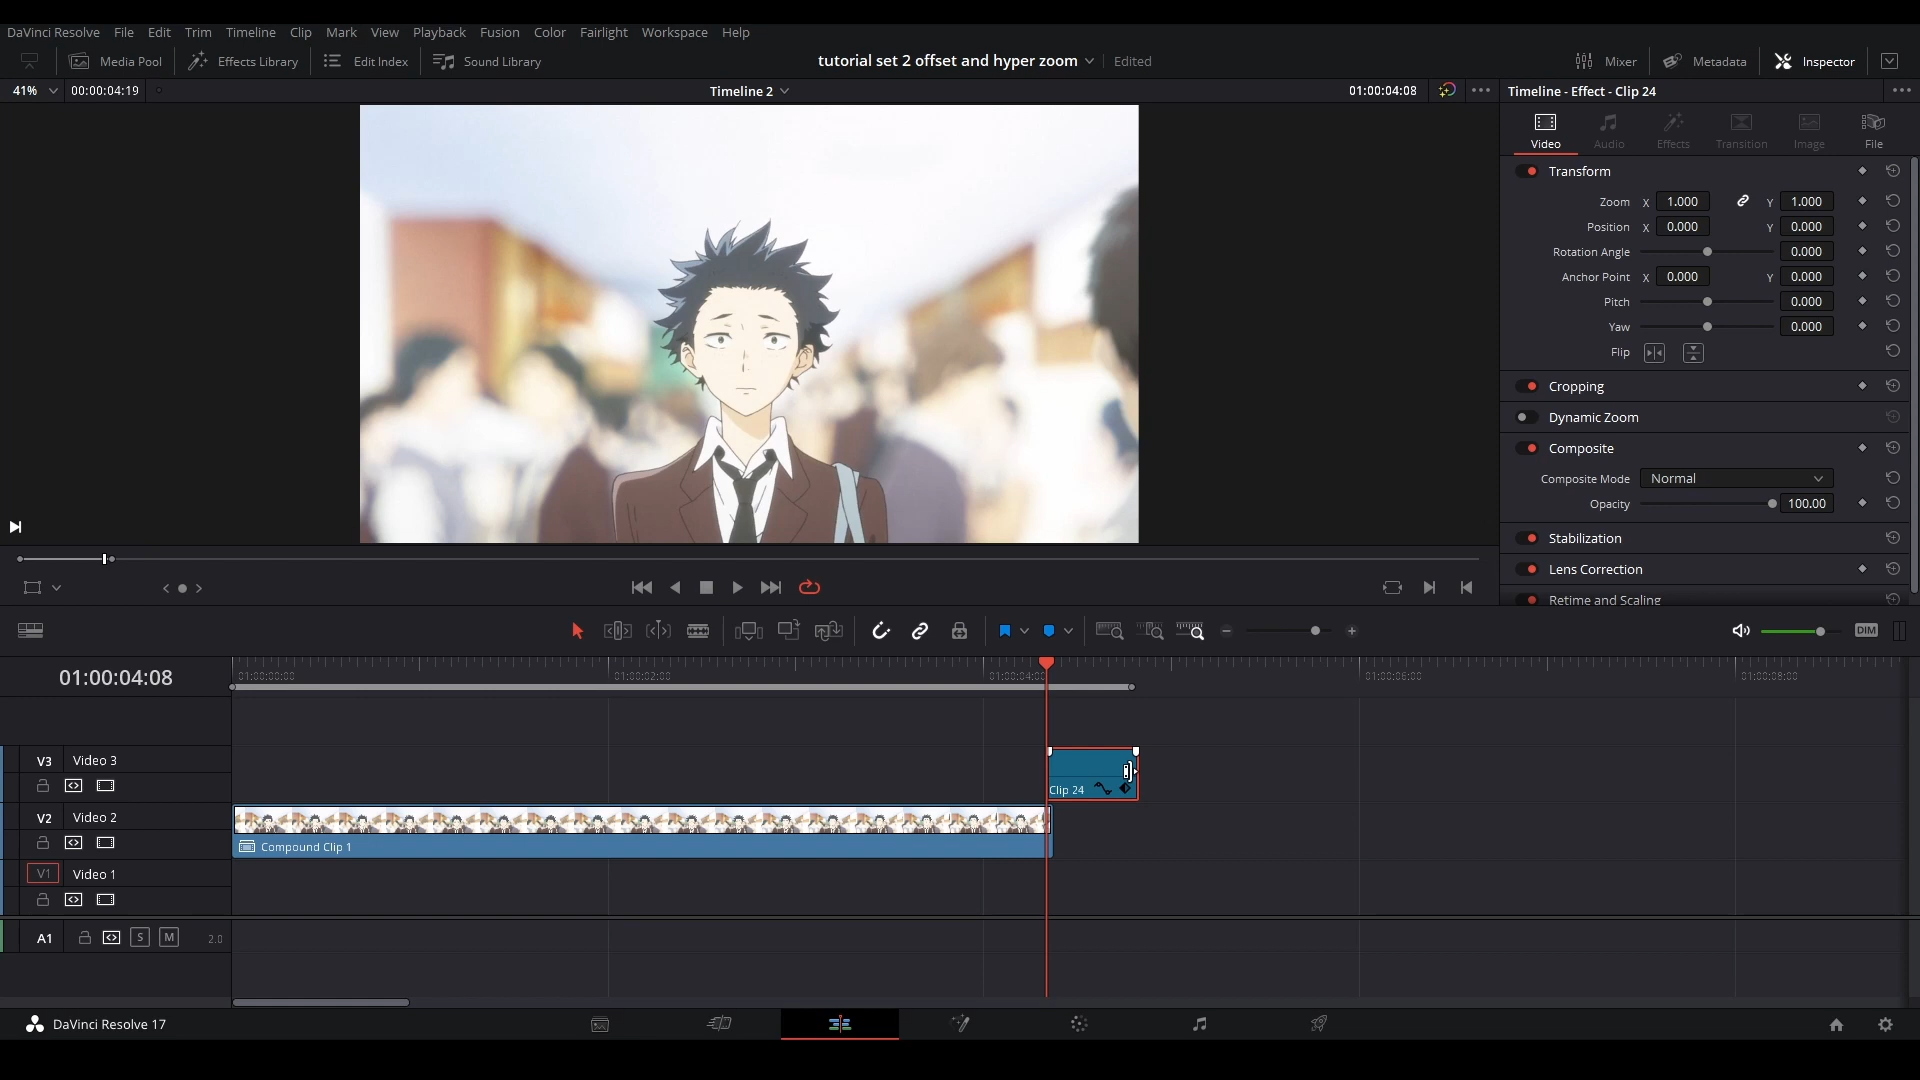 DaVinci Resolve File Edit Trim Timeline Clip Mark View Playback Fusion Color Fairlight Workspace Help
Media Pool Effects Library Edit Index Sound Library tutorial set 2 offset and hyper zoom Edited Mixer Metadata Inspector
41% 00:00:04:19 Timeline 2 01:00:04:08 Timeline - Effect - Clip 24
Video Audio Effects Transition Image File
Transform
Zoom X 1.000 Y 1.000
Position X 0.000 Y 0.000
Rotation Angle 0.000
Anchor Point X 0.000 Y 0.000
Pitch 0.000
Yaw 0.000
Flip
Cropping
Dynamic Zoom
Composite
Composite Mode Normal
Opacity 100.00
Stabilization
Lens Correction
Retime and Scaling
DIM
01:00:04:08 01:00:00:00 01:00:02:00 01:00:04:00 01:00:06:00 01:00:08:00
V3 Video 3
Clip 24
V2 Video 2
Compound Clip 1
V1 Video 1
A1 S M 2.0
DaVinci Resolve 17